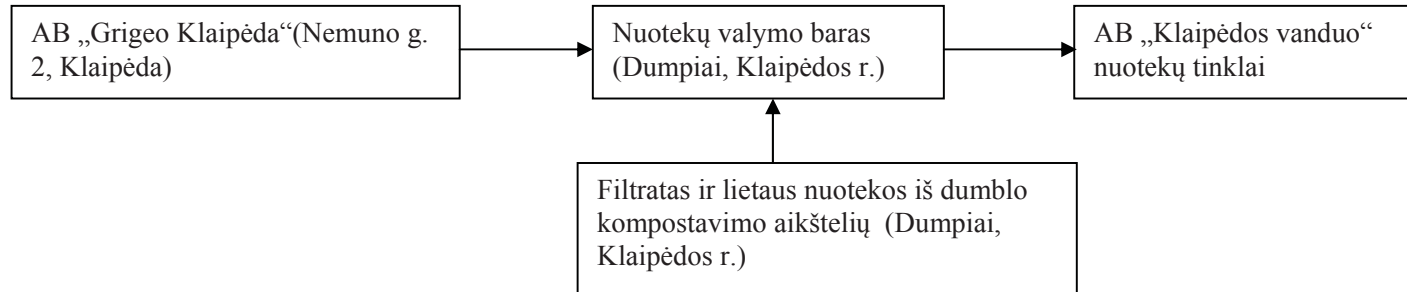 AB „Grigeo Klaipėda“(Nemuno g.
2, Klaipėda)
Nuotekų valymo baras
(Dumpiai, Klaipėdos r.)
AB „Klaipėdos vanduo“
nuotekų tinklai
Filtratas ir lietaus nuotekos iš dumblo
kompostavimo aikštelių (Dumpiai,
Klaipėdos r.)